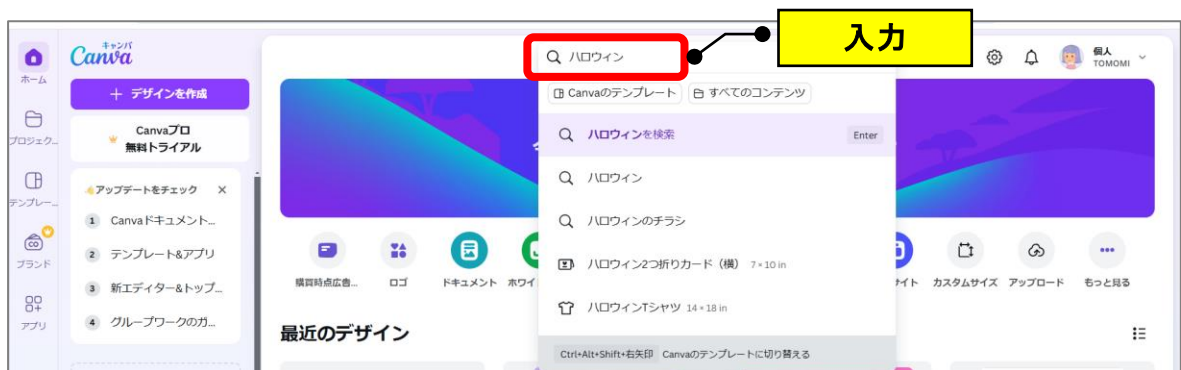 入力
キャンバ
Canva
ハロウィン
個人
TOMOMI
ホーム
プロジェク...
テンプレー...
ブランド
アプリ
＋ デザインを作成
Canvaプロ
無料トライアル
アップデートをチェック ×
1 Canvaドキュメント...
2 テンプレート&アプリ
3 新エディター&トップ...
4 グループワークのガ...
Canvaのテンプレート すべてのコンテンツ
ハロウィンを検索 Enter
ハロウィン
ハロウィンのチラシ
ハロウィン2つ折りカード（横） 7×10 in
ハロウィンTシャツ 14×18 in
Ctrl+Alt+Shift+右矢印 Canvaのテンプレートに切り替える
購買時点広告... ロゴ ドキュメント ホワイ
サイト カスタムサイズ アップロード もっと見る
最近のデザイン